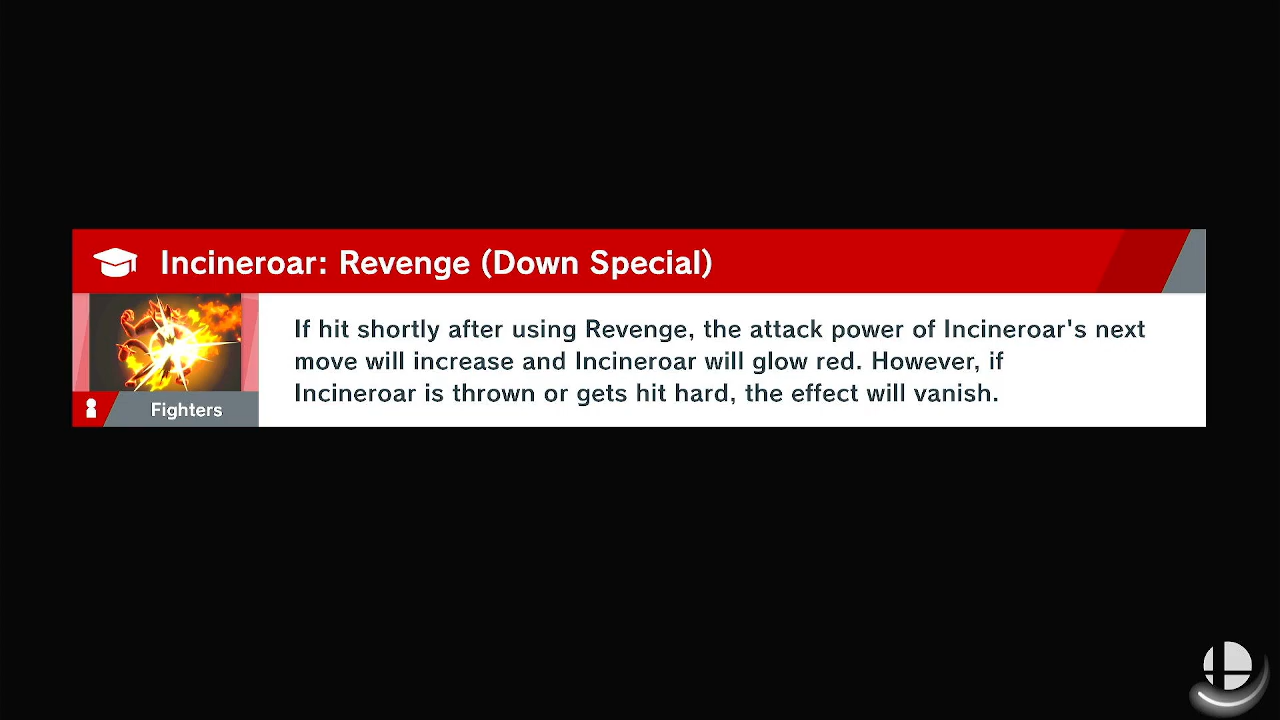 Incineroar: Revenge (Down Special)
If hit shortly after using Revenge, the attack power of Incineroar's next
move will increase and Incineroar will glow red. However, if
Incineroar is thrown or gets hit hard, the effect will vanish.
Fighters